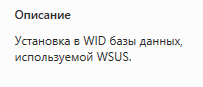 Описание
Установка в WID базы данных,
используемой WSUS.